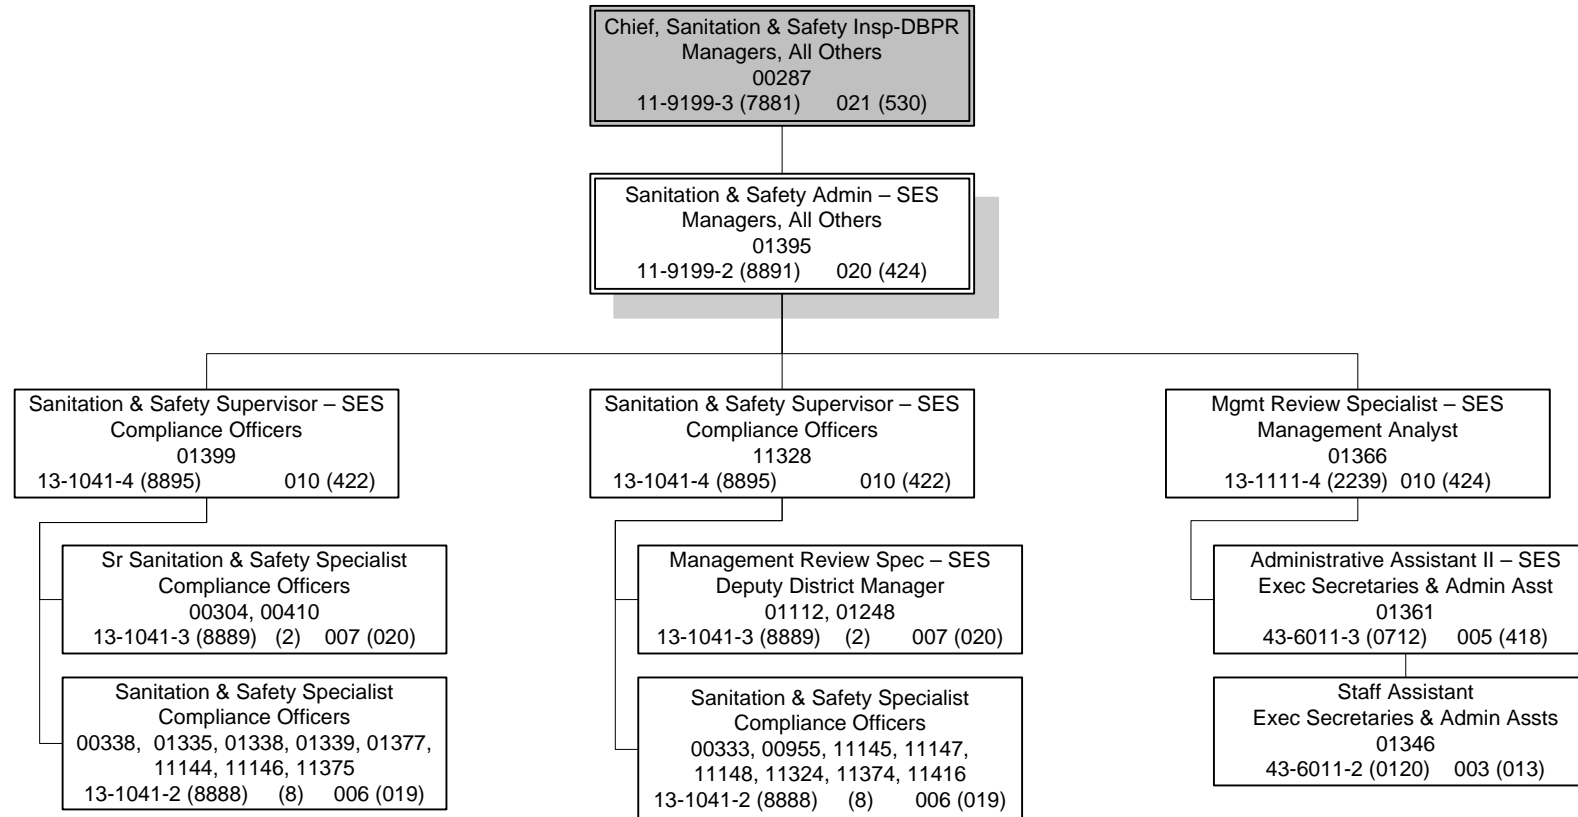 Chief, Sanitation & Safety Insp-DBPR
Managers, All Others
00287
11-9199-3 (7881) 021 (530)
Sanitation & Safety Admin – SES
Managers, All Others
01395
11-9199-2 (8891) 020 (424)
Sanitation & Safety Supervisor – SES
Compliance Officers
01399
13-1041-4 (8895) 010 (422)
Sr Sanitation & Safety Specialist
Compliance Officers
00304, 00410
13-1041-3 (8889) (2) 007 (020)
Sanitation & Safety Specialist
Compliance Officers
00338, 01335, 01338, 01339, 01377,
11144, 11146, 11375
13-1041-2 (8888) (8) 006 (019)
Sanitation & Safety Supervisor – SES
Compliance Officers
11328
13-1041-4 (8895) 010 (422)
Management Review Spec – SES
Deputy District Manager
01112, 01248
13-1041-3 (8889) (2) 007 (020)
Sanitation & Safety Specialist
Compliance Officers
00333, 00955, 11145, 11147,
11148, 11324, 11374, 11416
13-1041-2 (8888) (8) 006 (019)
Mgmt Review Specialist – SES
Management Analyst
01366
13-1111-4 (2239) 010 (424)
Administrative Assistant II – SES
Exec Secretaries & Admin Asst
01361
43-6011-3 (0712) 005 (418)
Staff Assistant
Exec Secretaries & Admin Assts
01346
43-6011-2 (0120) 003 (013)